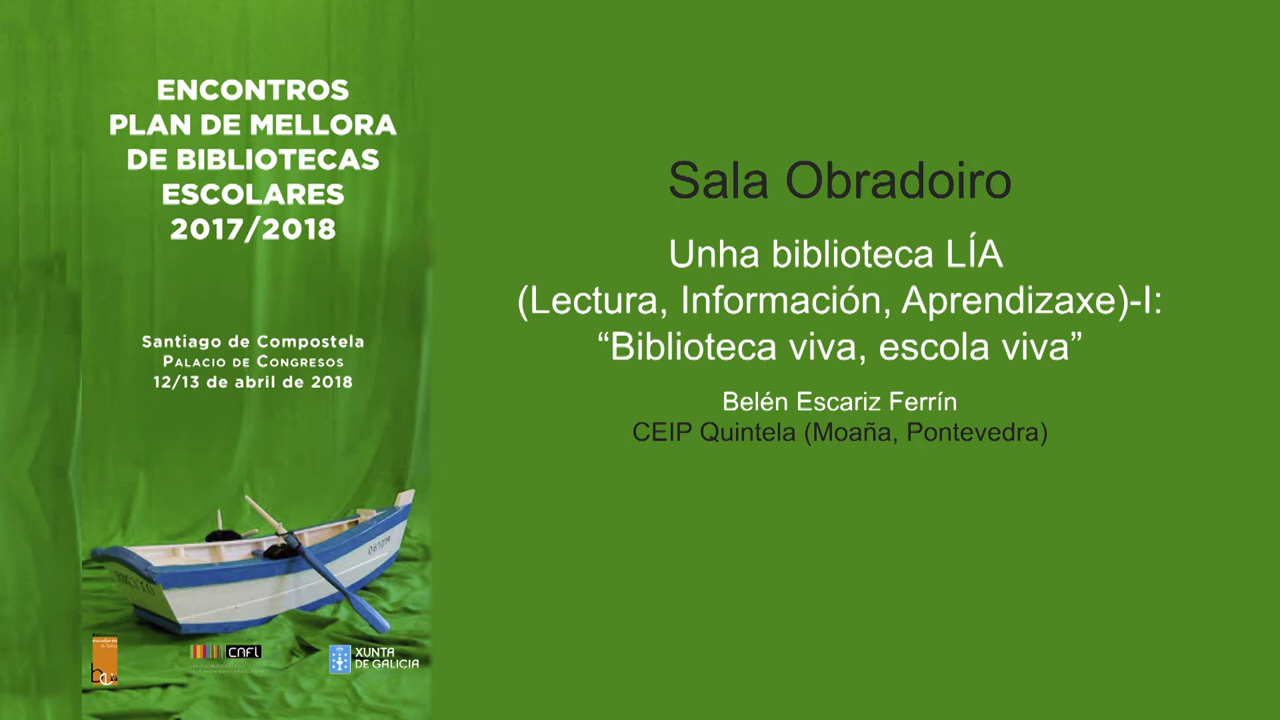 ENCONTROS
PLAN DE MELLORA
DE BIBLIOTECAS
ESCOLARES
2017/2018
Santiago de Compostela
PALACIO DE CONGRESOS
12/13 de abril de 2018
Sala Obradoiro
Unha biblioteca LÍA
(Lectura, Información, Aprendizaxe)-I:
“Biblioteca viva, escola viva”
Belén Escariz Ferrín
CEIP Quintela (Moaña, Pontevedra)
XUNTA
DE GALICIA